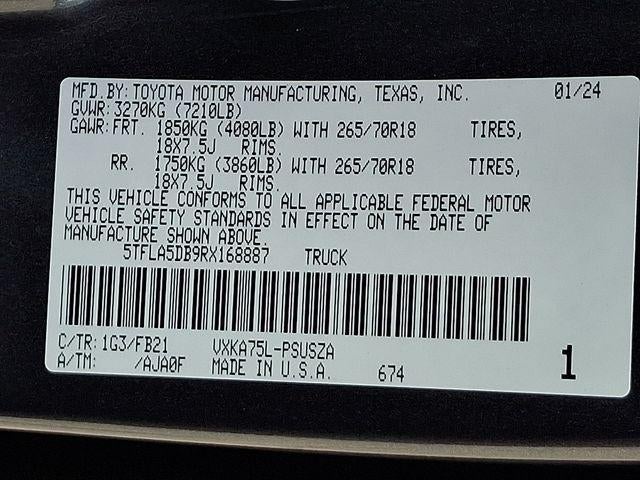 MFD.BY: TOYOTA MOTOR MANUFACTURING, TEXAS, INC. 01/24
GVWR: 3270KG (7210LB)
GAWR: FRT. 1850KG (4080LB) WITH 265/70R18 TIRES,
18X7.5J RIMS.
RR. 1750KG (3860LB) WITH 265/70R18 TIRES,
18X7.5J RIMS.
THIS VEHICLE CONFORMS TO ALL APPLICABLE FEDERAL MOTOR
VEHICLE SAFETY STANDARDS IN EFFECT ON THE DATE OF
MANUFACTURE SHOWN ABOVE.
5TFLA5DB9RX168887 TRUCK
C/TR: 1G3/FB21 VXKA75L-PSUSZA
A/TM: /AJA0F MADE IN U.S.A. 674 1